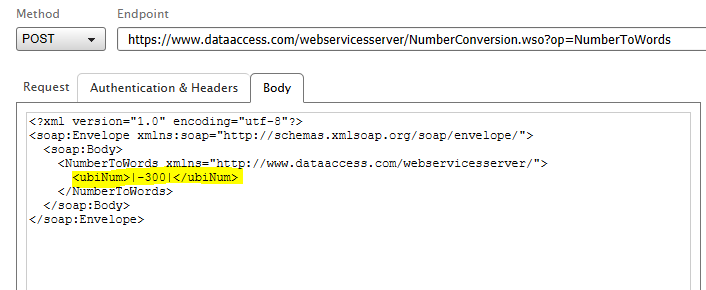 Method Endpoint
POST https://www.dataaccess.com/webservicesserver/NumberConversion.wso?op=NumberToWords
Request Authentication & Headers Body
<?xml version="1.0" encoding="utf-8"?>
<soap:Envelope xmlns:soap="http://schemas.xmlsoap.org/soap/envelope/">
<soap:Body>
<NumberToWords xmlns="http://www.dataaccess.com/webservicesserver/">
<ubiNum>|-300|</ubiNum>
</NumberToWords>
</soap:Body>
</soap:Envelope>